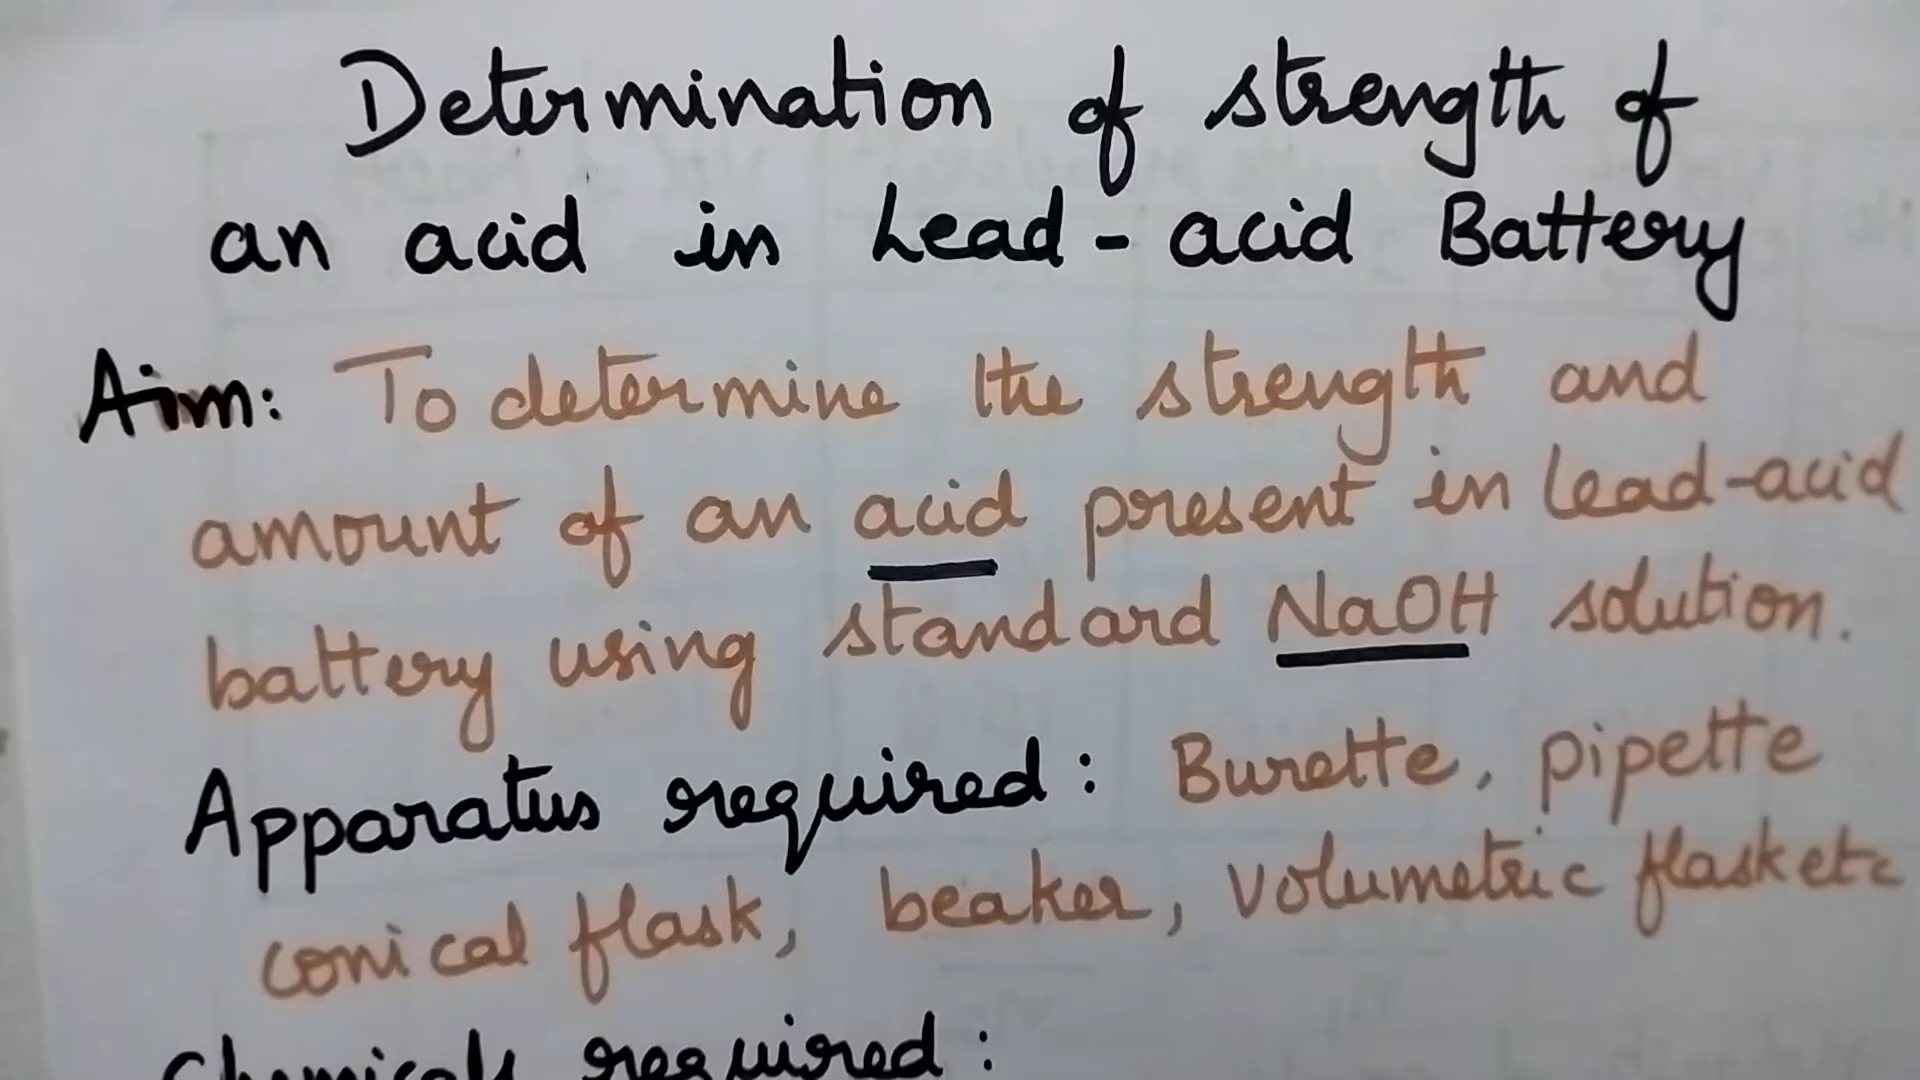 Determination of strength of
an acid in Lead-acid Battery
Aim: To determine the strength and
amount of an acid present in lead-acid
battery using standard NaOH solution.
Apparatus required: Burette, pipette
conical flask, beaker, volumetric flask etc
Chemicals required: